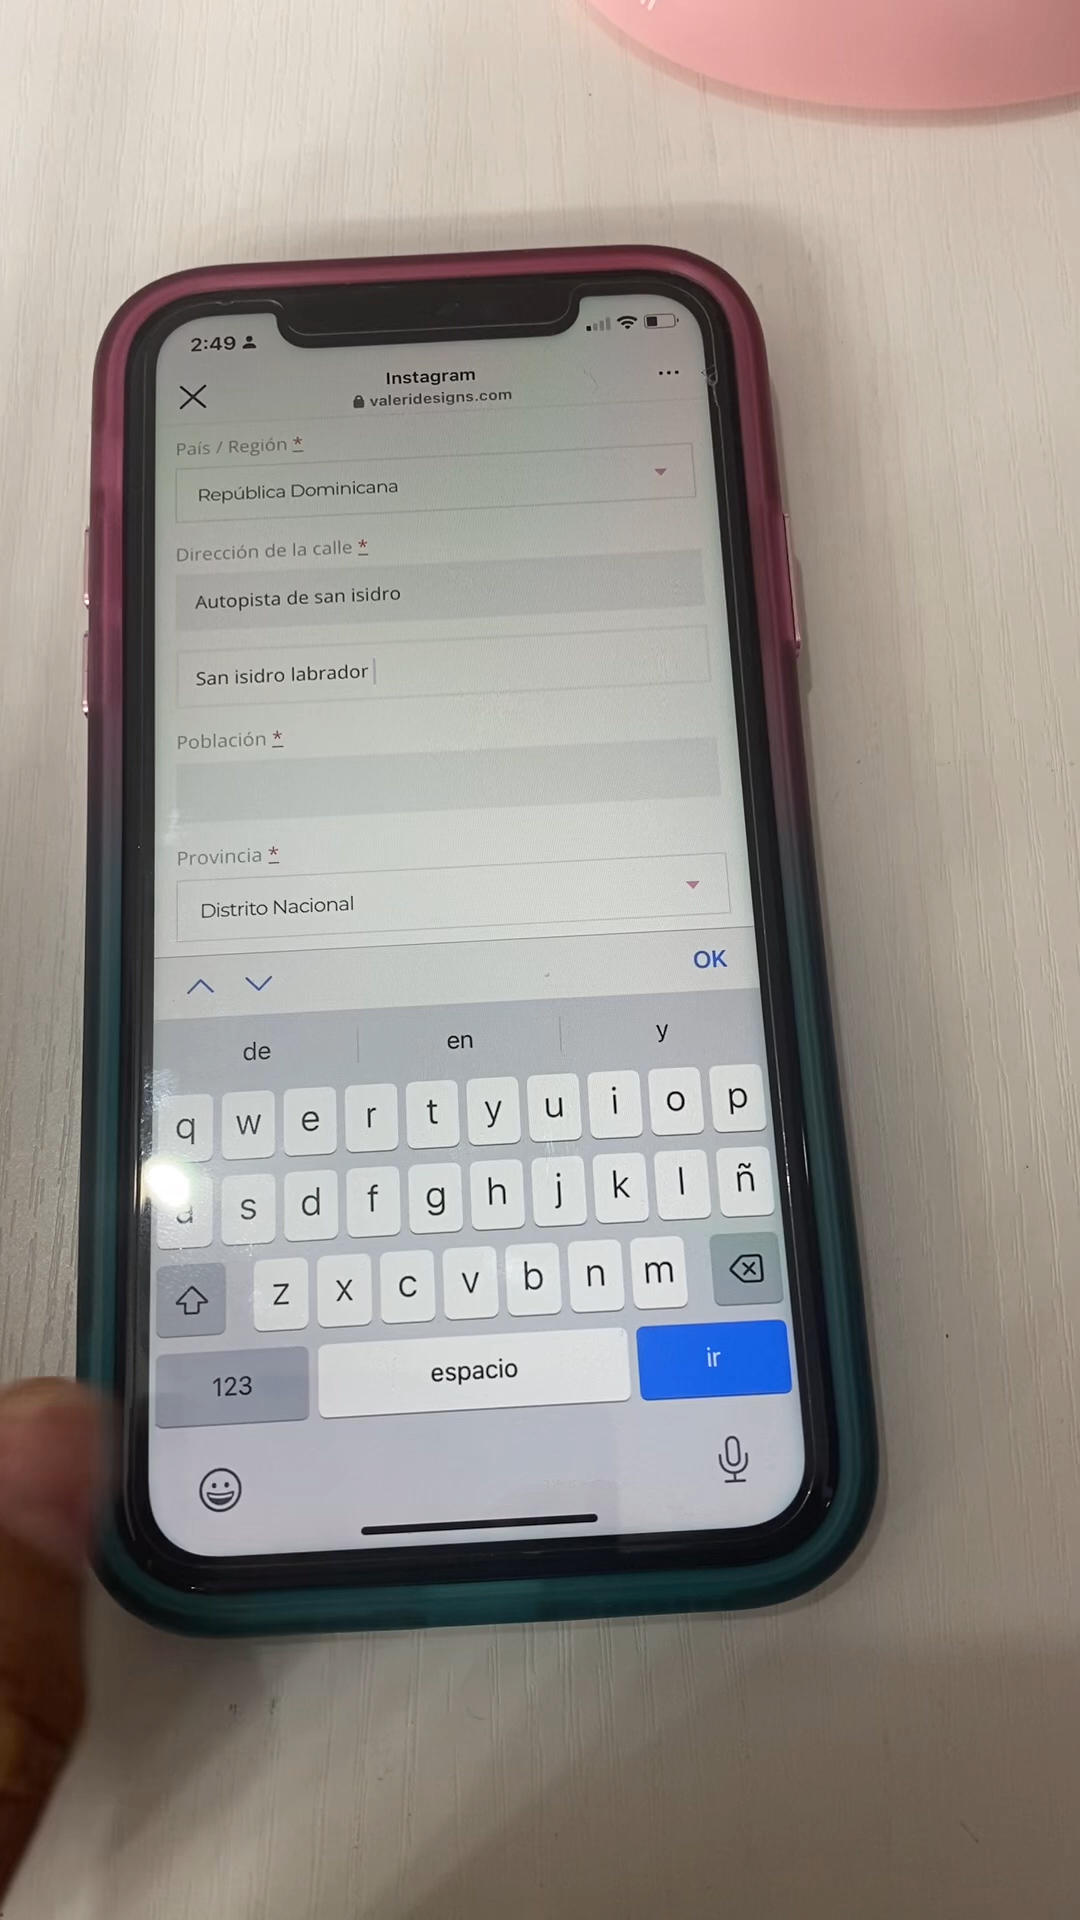 2:49
Instagram
valeridesigns.com
País / Región *
República Dominicana
Dirección de la calle *
Autopista de san isidro
San isidro labrador
Población *
Provincia *
Distrito Nacional
OK
de en y
q w e r t y u i o p
a s d f g h j k l ñ
z x c v b n m
123 espacio ir